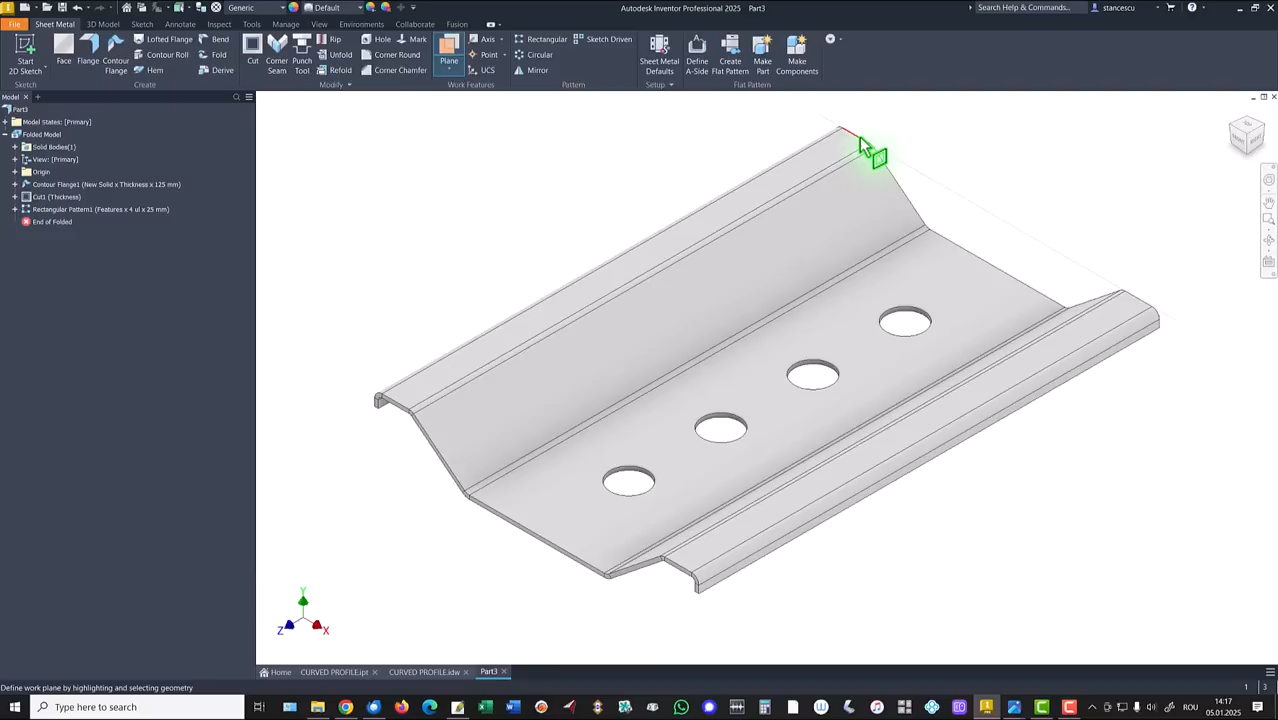 Generic Default Autodesk Inventor Professional 2025 Part3 Search Help & Commands... stancescu
File Sheet Metal 3D Model Sketch Annotate Inspect Tools Manage View Environments Collaborate Fusion
Start 2D Sketch Face Flange Contour Flange Lofted Flange Contour Roll Hem Bend Fold Derive Cut Corner Seam Punch Tool Rip Unfold Refold Hole Mark Corner Round Corner Chamfer Plane Axis Point UCS Rectangular Circular Mirror Sketch Driven Sheet Metal Defaults Define A-Side Create Flat Pattern Make Part Make Components
Sketch Create Modify Work Features Pattern Setup Flat Pattern
Model
Part3
Model States: [Primary]
Folded Model
Solid Bodies(1)
View: [Primary]
Origin
Contour Flange1 (New Solid x Thickness x 125 mm)
Cut1 (Thickness)
Rectangular Pattern1 (Features x 4 ul x 25 mm)
End of Folded
Y
Z X
Home CURVED PROFILE.ipt CURVED PROFILE.idw Part3
Define work plane by highlighting and selecting geometry 1 3
Type here to search ROU 14:17
05.01.2025